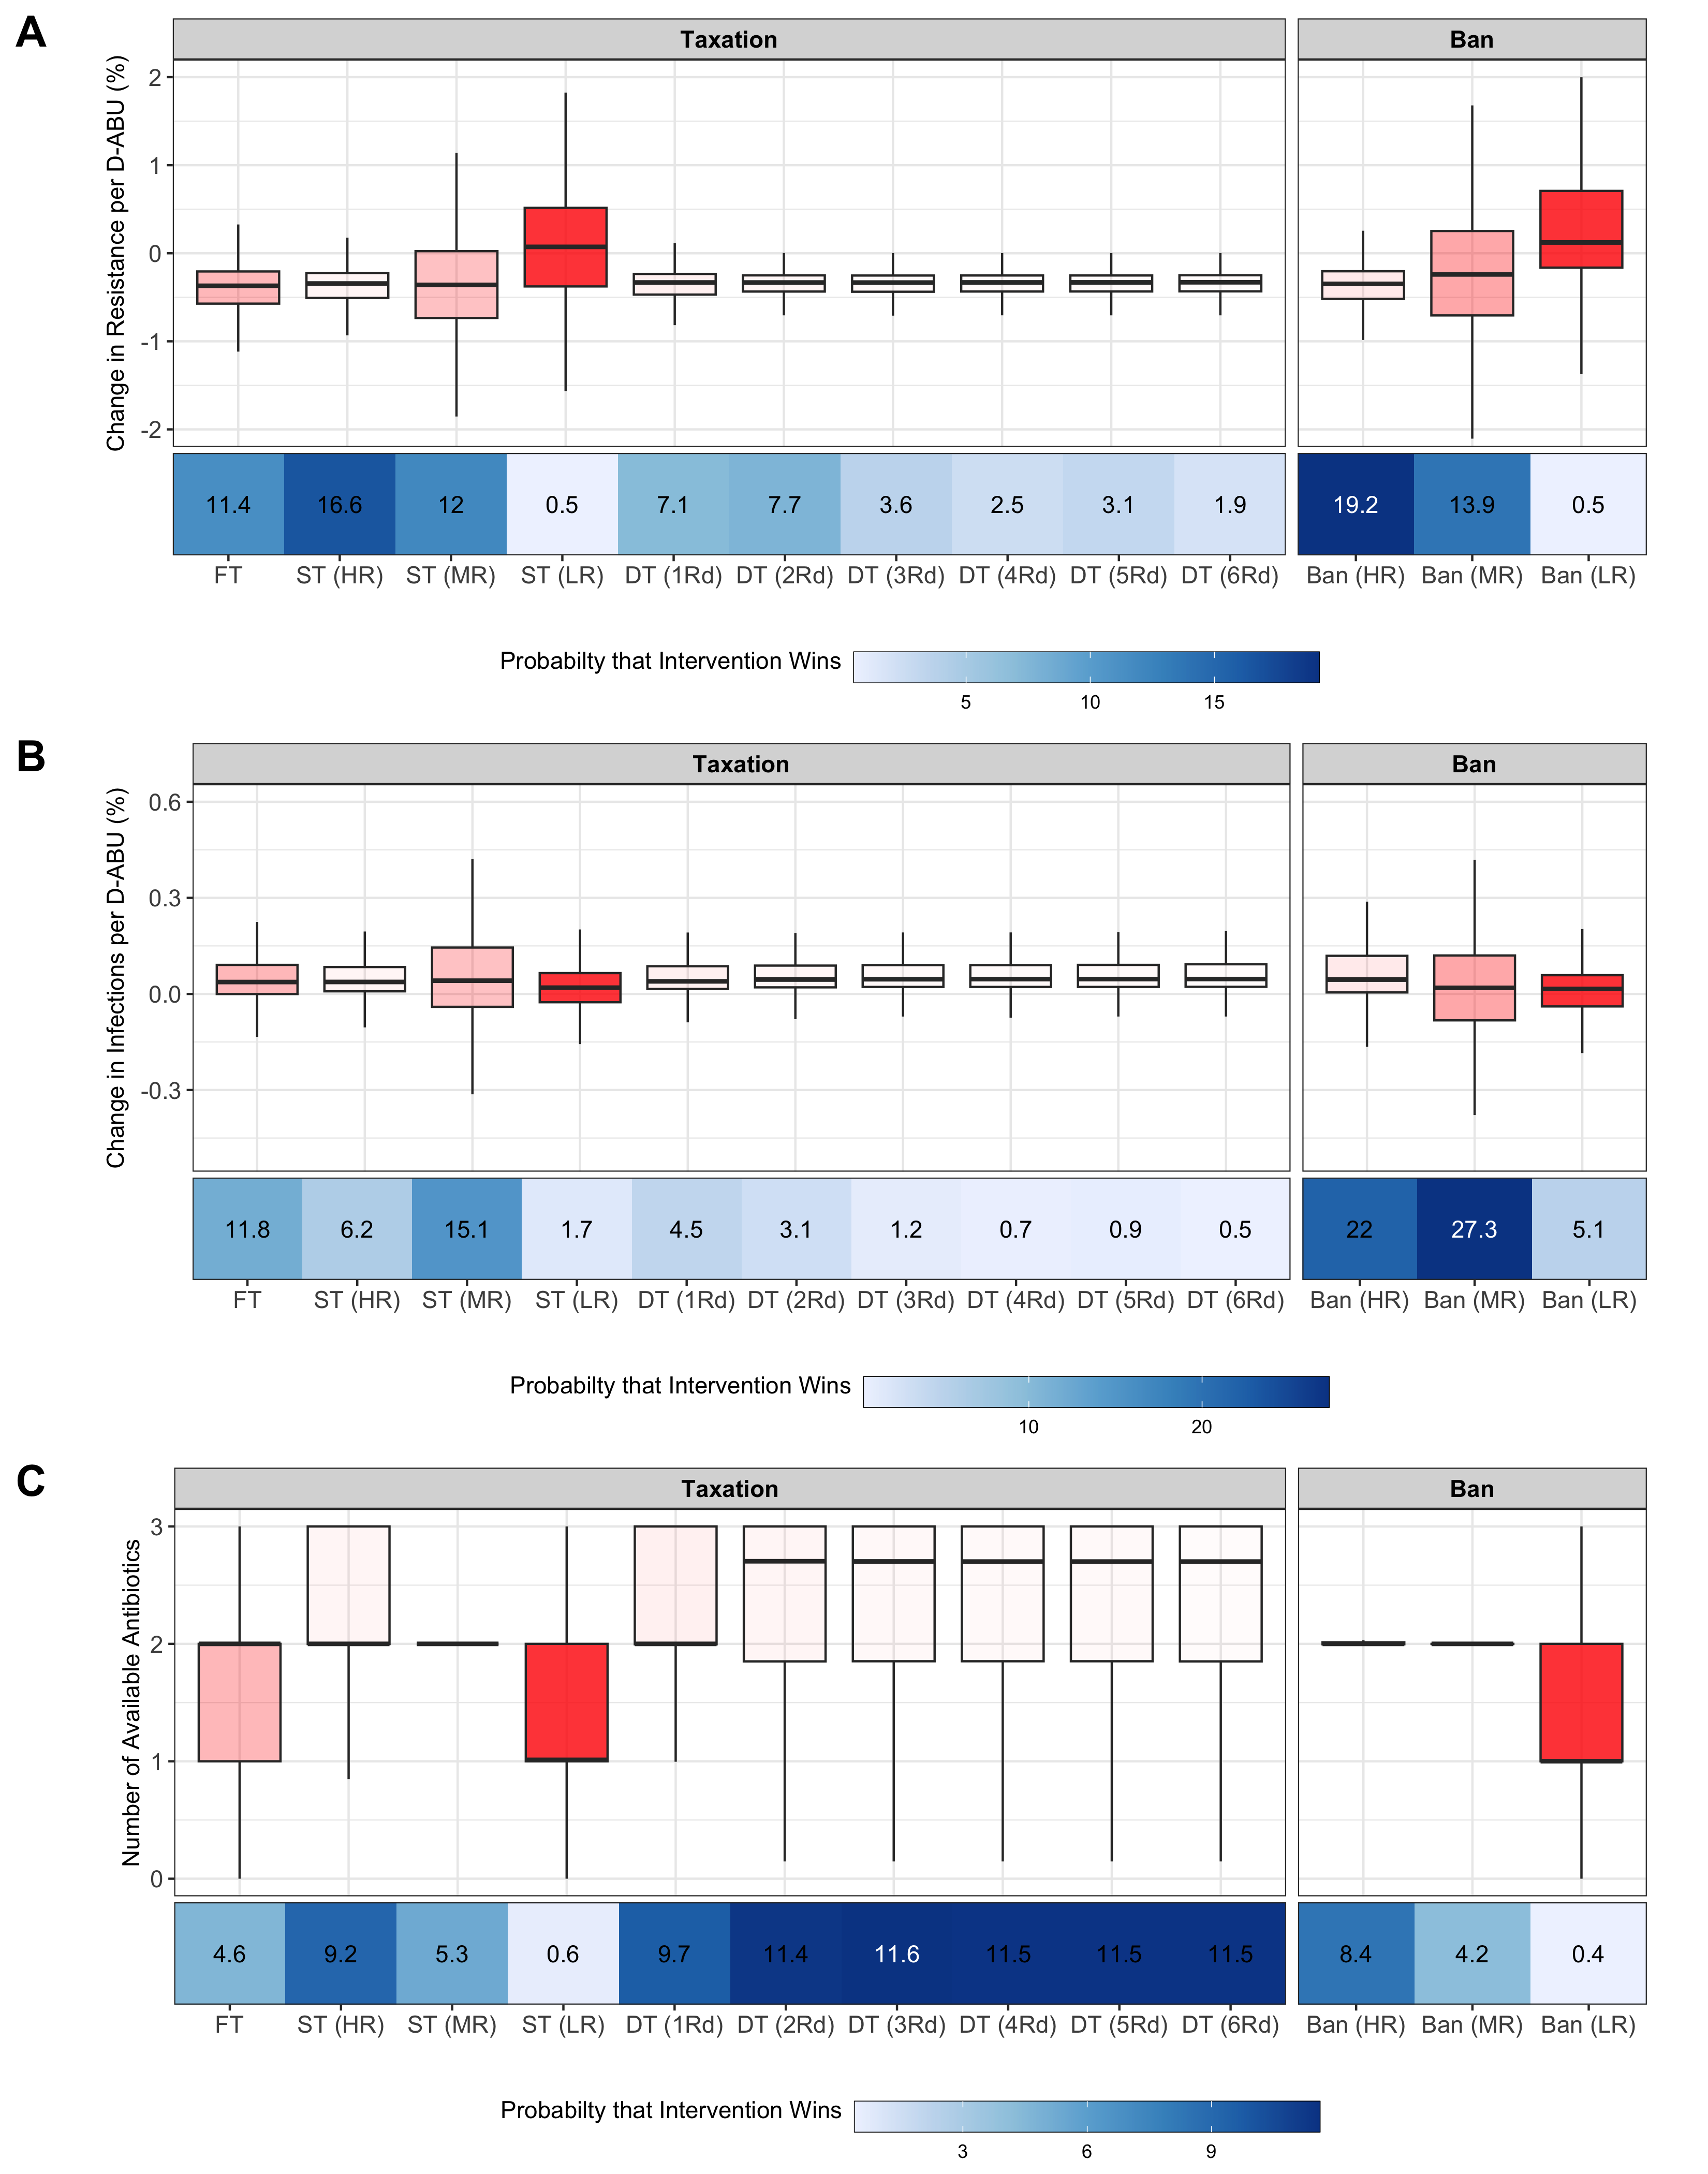 A
Taxation
Ban
Change in Resistance per D-ABU (%)
2
1
0
-1
-2
11.4 16.6 12 0.5 7.1 7.7 3.6 2.5 3.1 1.9 19.2 13.9 0.5
FT ST (HR) ST (MR) ST (LR) DT (1Rd) DT (2Rd) DT (3Rd) DT (4Rd) DT (5Rd) DT (6Rd) Ban (HR) Ban (MR) Ban (LR)
Probabilty that Intervention Wins
5 10 15
B
Taxation
Ban
Change in Infections per D-ABU (%)
0.6
0.3
0.0
-0.3
11.8 6.2 15.1 1.7 4.5 3.1 1.2 0.7 0.9 0.5 22 27.3 5.1
FT ST (HR) ST (MR) ST (LR) DT (1Rd) DT (2Rd) DT (3Rd) DT (4Rd) DT (5Rd) DT (6Rd) Ban (HR) Ban (MR) Ban (LR)
Probabilty that Intervention Wins
10 20
C
Taxation
Ban
Number of Available Antibiotics
3
2
1
0
4.6 9.2 5.3 0.6 9.7 11.4 11.6 11.5 11.5 11.5 8.4 4.2 0.4
FT ST (HR) ST (MR) ST (LR) DT (1Rd) DT (2Rd) DT (3Rd) DT (4Rd) DT (5Rd) DT (6Rd) Ban (HR) Ban (MR) Ban (LR)
Probabilty that Intervention Wins
3 6 9